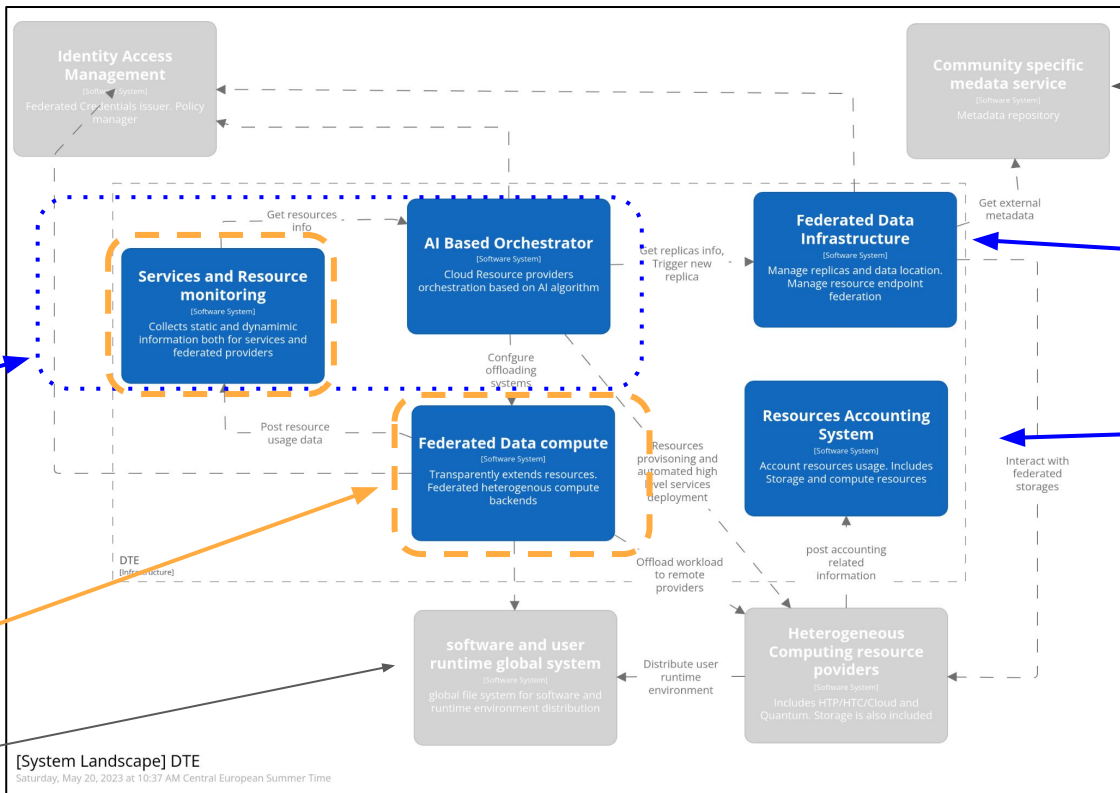 Identity Access
Management
[Software System]
Federated Credentials issuer. Policy
manager
Community specific
medata service
[Software System]
Metadata repository
Get resources
info
AI Based Orchestrator
[Software System]
Cloud Resource providers
orchestration based on AI algorithm
Get replicas info,
Trigger new
replica
Federated Data
Infrastructure
[Software System]
Manage replicas and data location.
Manage resource endpoint
federation
Get external
metadata
Services and Resource
monitoring
[Software System]
Collects static and dynamimic
information both for services and
federated providers
Confgure
offloading
systems
Post resource
usage data
Federated Data compute
[Software System]
Transparently extends resources.
Federated heterogenous compute
backends
Resources
provisoning and
automated high
level services
deployment
Resources Accounting
System
[Software System]
Account resources usage. Includes
Storage and compute resources
Interact with
federated
storages
DTE
[Infrastructure]
Offload workload
to remote
providers
post accounting
related
information
software and user
runtime global system
[Software System]
global file system for software and
runtime environment distribution
Distribute user
runtime
environment
Heterogeneous
Computing resource
poviders
[Software System]
Includes HTP/HTC/Cloud and
Quantum. Storage is also included
[System Landscape] DTE
Saturday, May 20, 2023 at 10:37 AM Central European Summer Time